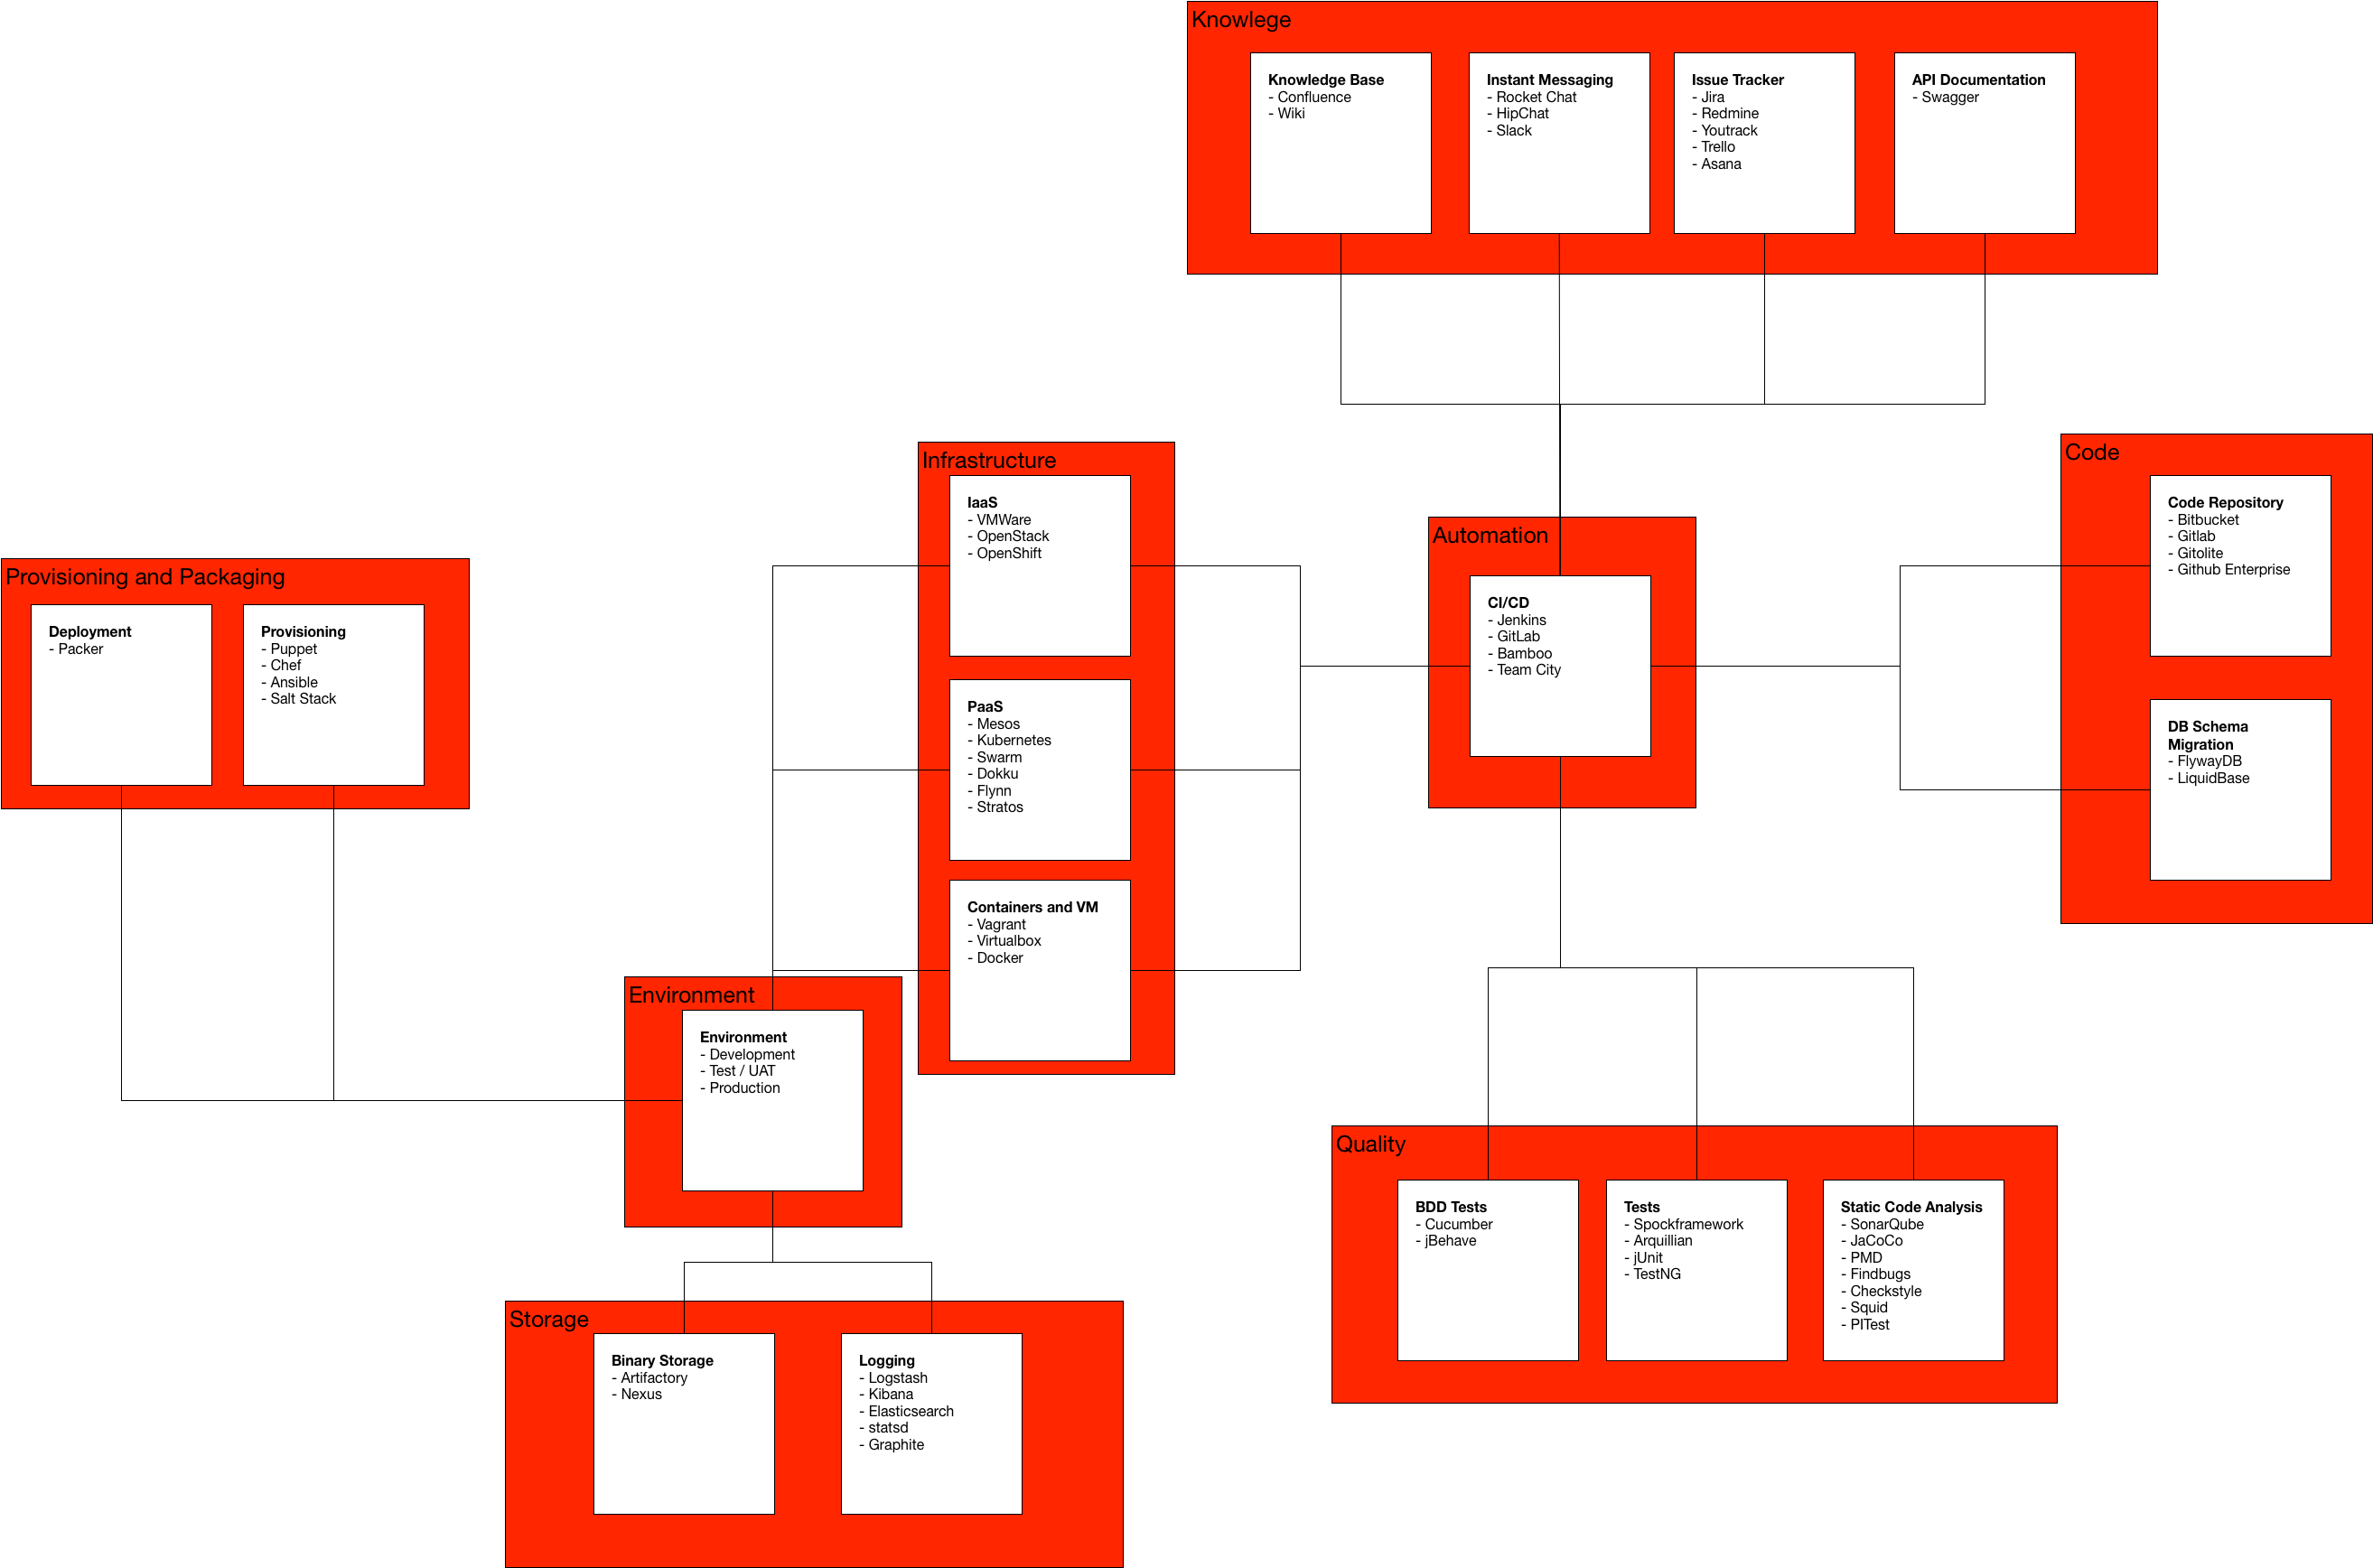 Knowlege
Knowledge Base
- Confluence
- Wiki
Instant Messaging
- Rocket Chat
- HipChat
- Slack
Issue Tracker
- Jira
- Redmine
- Youtrack
- Trello
- Asana
API Documentation
- Swagger
Infrastructure
IaaS
- VMWare
- OpenStack
- OpenShift
PaaS
- Mesos
- Kubernetes
- Swarm
- Dokku
- Flynn
- Stratos
Containers and VM
- Vagrant
- Virtualbox
- Docker
Automation
CI/CD
- Jenkins
- GitLab
- Bamboo
- Team City
Code
Code Repository
- Bitbucket
- Gitlab
- Gitolite
- Github Enterprise
DB Schema
Migration
- FlywayDB
- LiquidBase
Provisioning and Packaging
Deployment
- Packer
Provisioning
- Puppet
- Chef
- Ansible
- Salt Stack
Environment
Environment
- Development
- Test / UAT
- Production
Quality
BDD Tests
- Cucumber
- jBehave
Tests
- Spockframework
- Arquillian
- jUnit
- TestNG
Static Code Analysis
- SonarQube
- JaCoCo
- PMD
- Findbugs
- Checkstyle
- Squid
- PITest
Storage
Binary Storage
- Artifactory
- Nexus
Logging
- Logstash
- Kibana
- Elasticsearch
- statsd
- Graphite